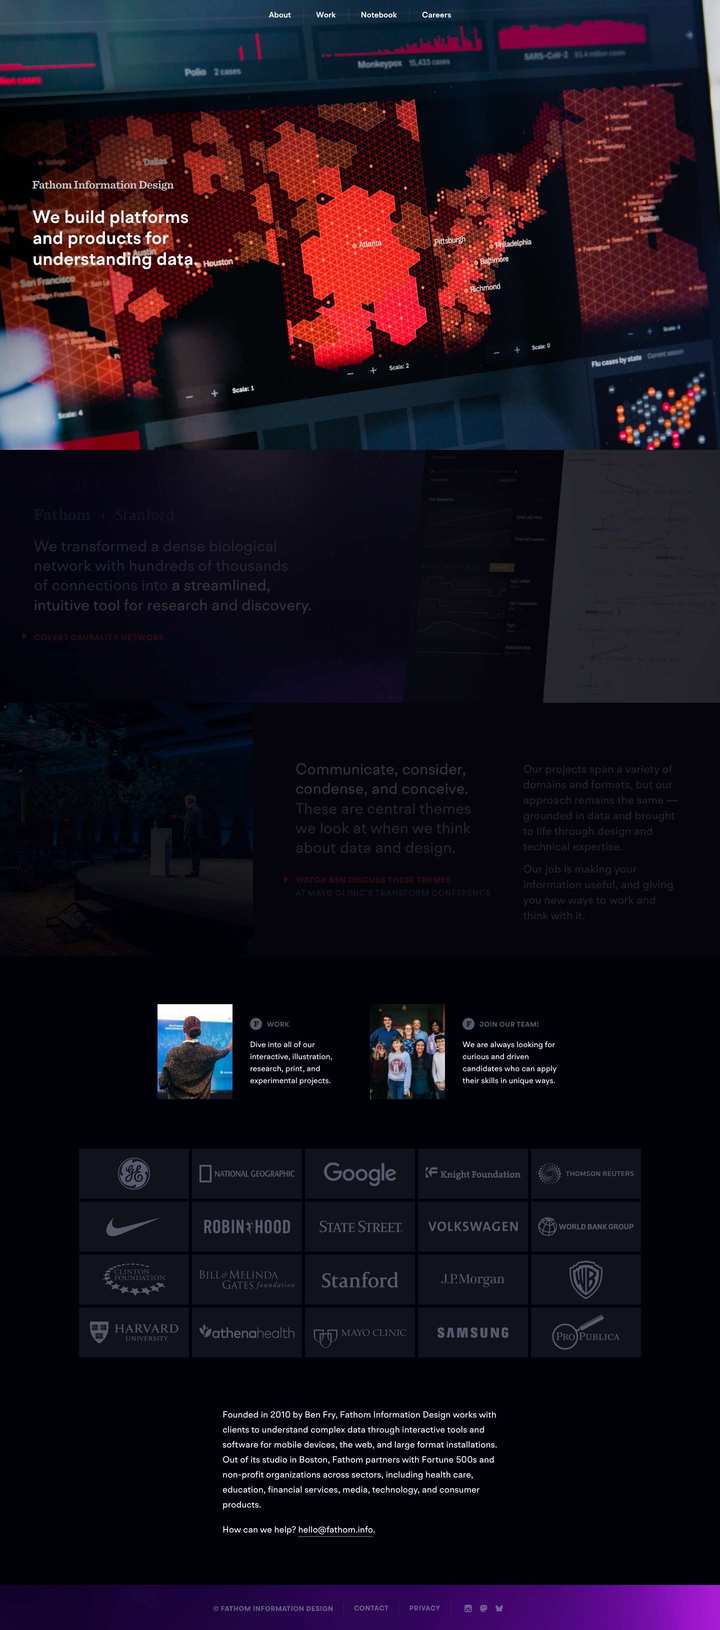 About
Work
Notebook
Careers
Polio 2 cases
Monkeypox 15,433 cases
SARS-CoV-2
Dallas
Fathom Information Design
We build platforms
and products for
understanding data.
Austin
Houston
San Francisco
Atlanta
Pittsburgh
Philadelphia
Baltimore
Richmond
Boston
Scale: 4
Scale: 1
Scale: 2
Scale: 0
Flu cases by state Current season
Fathom + Stanford
We transformed a dense biological
network with hundreds of thousands
of connections into a streamlined,
intuitive tool for research and discovery.
COVERT CAUSALITY NETWORK
Communicate, consider,
condense, and conceive.
These are central themes
we look at when we think
about data and design.
WATCH BEN DISCUSS THESE THEMES
AT MAYO CLINIC'S TRANSFORM CONFERENCE
Our projects span a variety of
domains and formats, but our
approach remains the same —
grounded in data and brought
to life through design and
technical expertise.
Our job is making your
information useful, and giving
you new ways to work and
think with it.
WORK
Dive into all of our
interactive, illustration,
research, print, and
experimental projects.
JOIN OUR TEAM!
We are always looking for
curious and driven
candidates who can apply
their skills in unique ways.
GE
NATIONAL GEOGRAPHIC
Google
Knight Foundation
THOMSON REUTERS
ROBIN HOOD
STATE STREET
VOLKSWAGEN
WORLD BANK GROUP
CLINTON
FOUNDATION
BILL & MELINDA
GATES foundation
Stanford
J.P.Morgan
WB
HARVARD
UNIVERSITY
athenahealth
MAYO CLINIC
SAMSUNG
PROPUBLICA
Founded in 2010 by Ben Fry, Fathom Information Design works with
clients to understand complex data through interactive tools and
software for mobile devices, the web, and large format installations.
Out of its studio in Boston, Fathom partners with Fortune 500s and
non-profit organizations across sectors, including health care,
education, financial services, media, technology, and consumer
products.
How can we help? hello@fathom.info.
© FATHOM INFORMATION DESIGN
CONTACT
PRIVACY